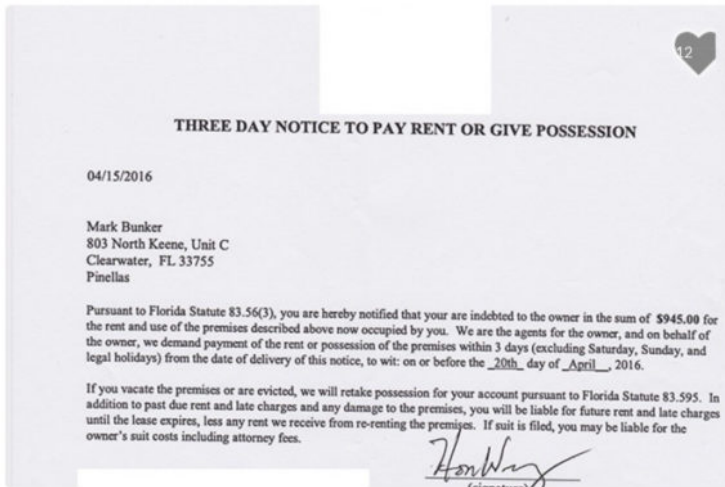 12
THREE DAY NOTICE TO PAY RENT OR GIVE POSSESSION
04/15/2016
Mark Bunker
803 North Keene, Unit C
Clearwater, FL 33755
Pinellas
Pursuant to Florida Statute 83.56(3), you are hereby notified that your are indebted to the owner in the sum of $945.00 for
the rent and use of the premises described above now occupied by you. We are the agents for the owner, and on behalf of
the owner, we demand payment of the rent or possession of the premises within 3 days (excluding Saturday, Sunday, and
legal holidays) from the date of delivery of this notice, to wit: on or before the _20th_ day of _April__, 2016.
If you vacate the premises or are evicted, we will retake possession for your account pursuant to Florida Statute 83.595. In
addition to past due rent and late charges and any damage to the premises, you will be liable for future rent and late charges
until the lease expires, less any rent we receive from re-renting the premises. If suit is filed, you may be liable for the
owner's suit costs including attorney fees.